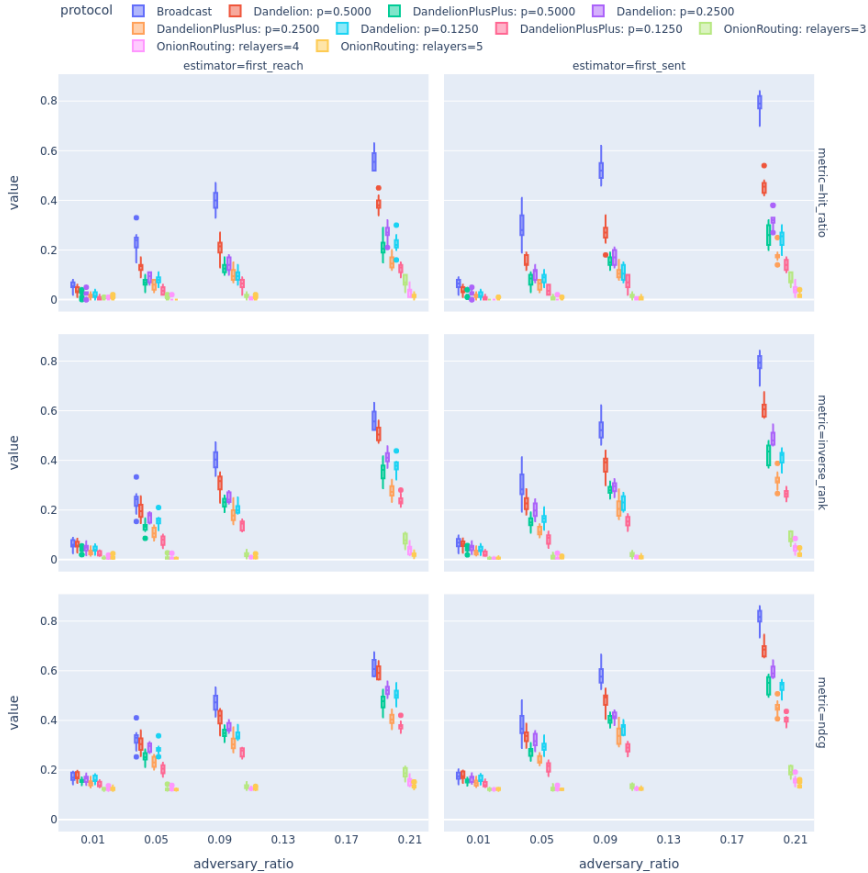 protocol Broadcast Dandelion: p=0.5000 DandelionPlusPlus: p=0.5000 Dandelion: p=0.2500
DandelionPlusPlus: p=0.2500 Dandelion: p=0.1250 DandelionPlusPlus: p=0.1250 OnionRouting: relayers=3
OnionRouting: relayers=4 OnionRouting: relayers=5
estimator=first_reach estimator=first_sent
0.8
0.6
0.4
0.2
0
value
metric=hit_ratio
0.8
0.6
0.4
0.2
0
value
metric=inverse_rank
0.8
0.6
0.4
0.2
0
value
metric=ndcg
0.01 0.05 0.09 0.13 0.17 0.21 0.01 0.05 0.09 0.13 0.17 0.21
adversary_ratio adversary_ratio